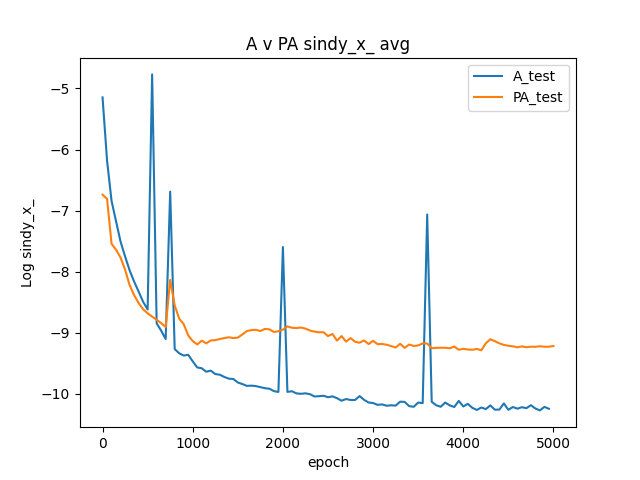 A v PA sindy_x_ avg
A_test
PA_test
Log sindy_x_
−5
−6
−7
−8
−9
−10
0
1000
2000
3000
4000
5000
epoch